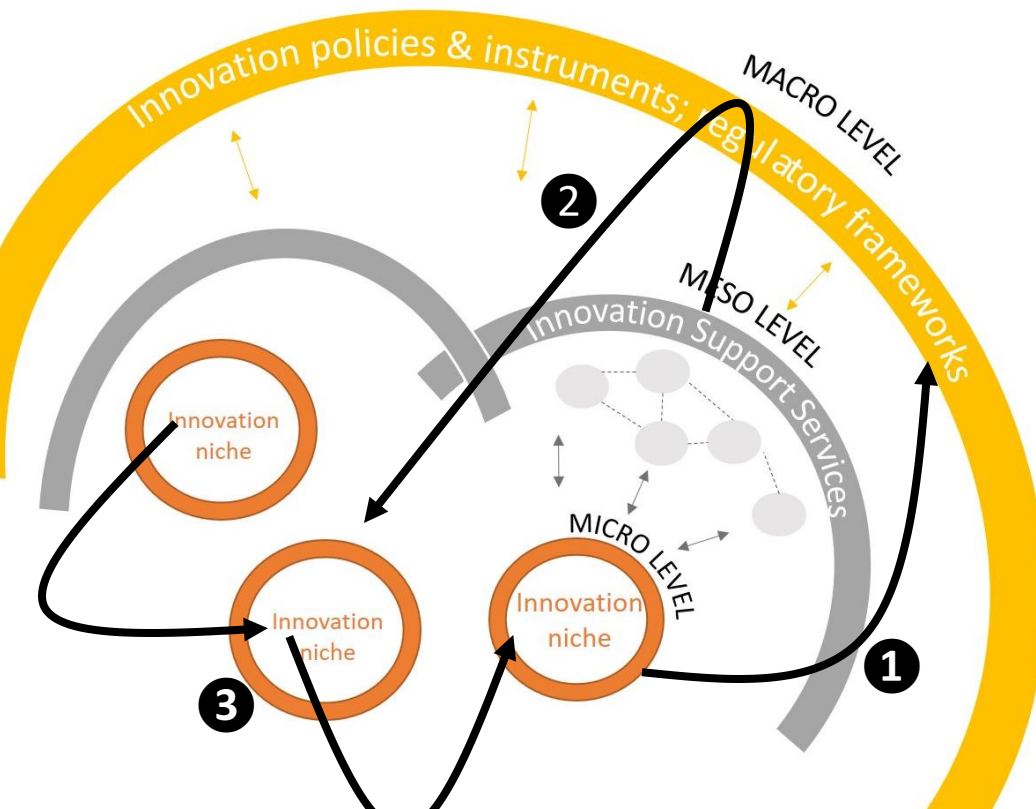 Innovation policies & instruments; regulatory frameworks
MACRO LEVEL
2
MESO LEVEL
Innovation Support Services
Innovation
niche
MICRO LEVEL
Innovation
niche
Innovation
niche
1
3